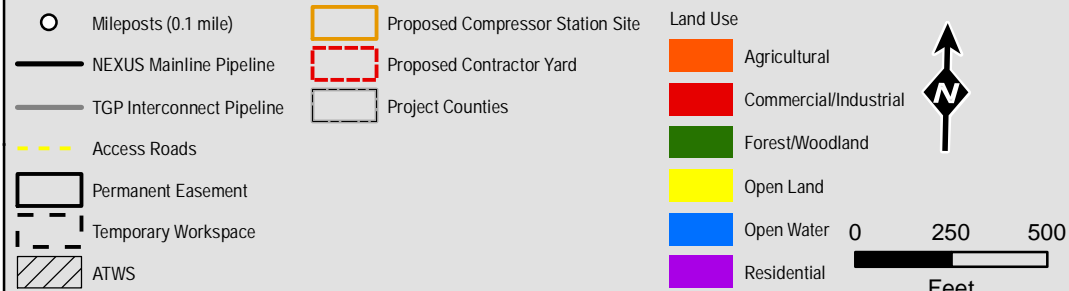 Mileposts (0.1 mile)
NEXUS Mainline Pipeline
TGP Interconnect Pipeline
Access Roads
Permanent Easement
Temporary Workspace
ATWS
Proposed Compressor Station Site
Proposed Contractor Yard
Project Counties
Land Use
Agricultural
Commercial/Industrial
Forest/Woodland
Open Land
Open Water
Residential
N
0 250 500
Feet